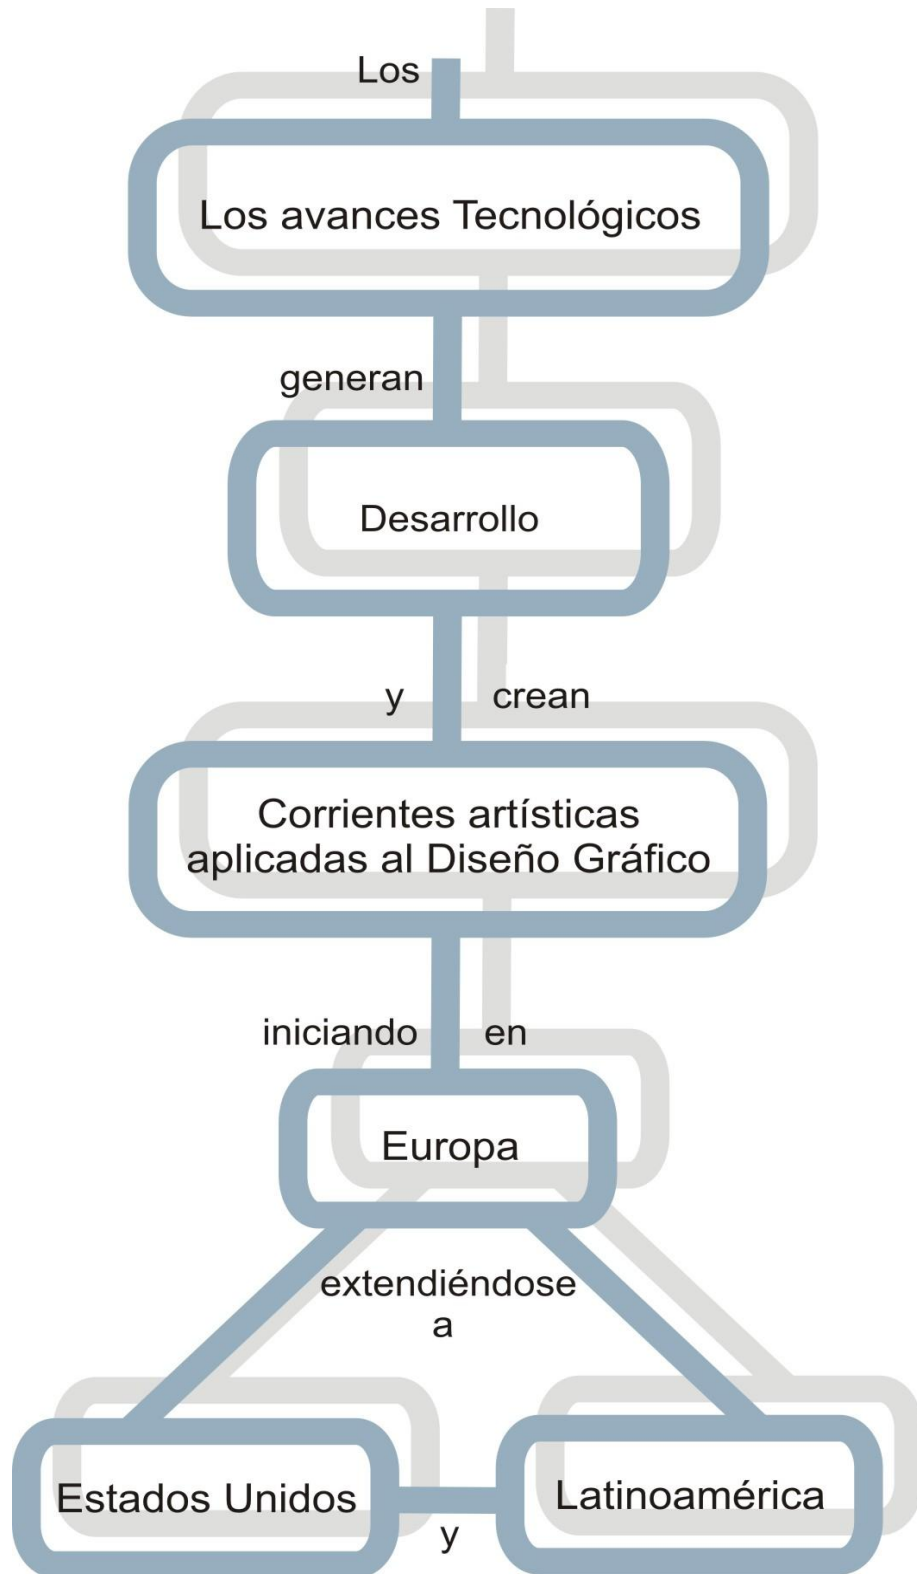 Los
Los avances Tecnológicos
generan
Desarrollo
y crean
Corrientes artísticas
aplicadas al Diseño Gráfico
iniciando en
Europa
extendiéndose
a
Estados Unidos
y
Latinoamérica